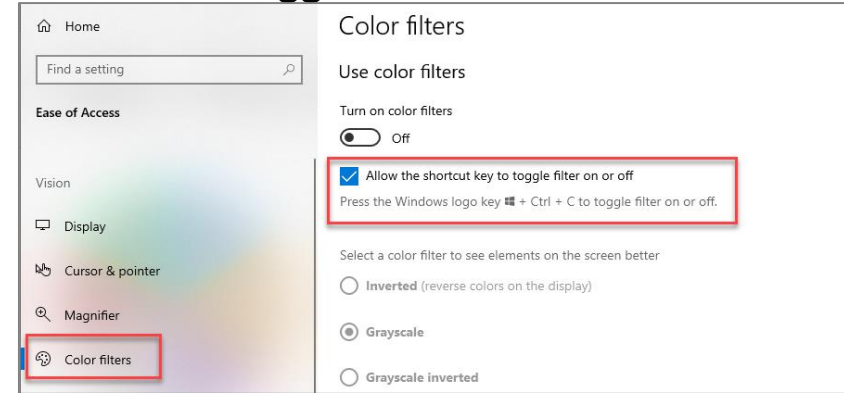 Home
Find a setting
Ease of Access
Vision
Display
Cursor & pointer
Magnifier
Color filters
Color filters
Use color filters
Turn on color filters
Off
Allow the shortcut key to toggle filter on or off
Press the Windows logo key + Ctrl + C to toggle filter on or off.
Select a color filter to see elements on the screen better
Inverted (reverse colors on the display)
Grayscale
Grayscale inverted